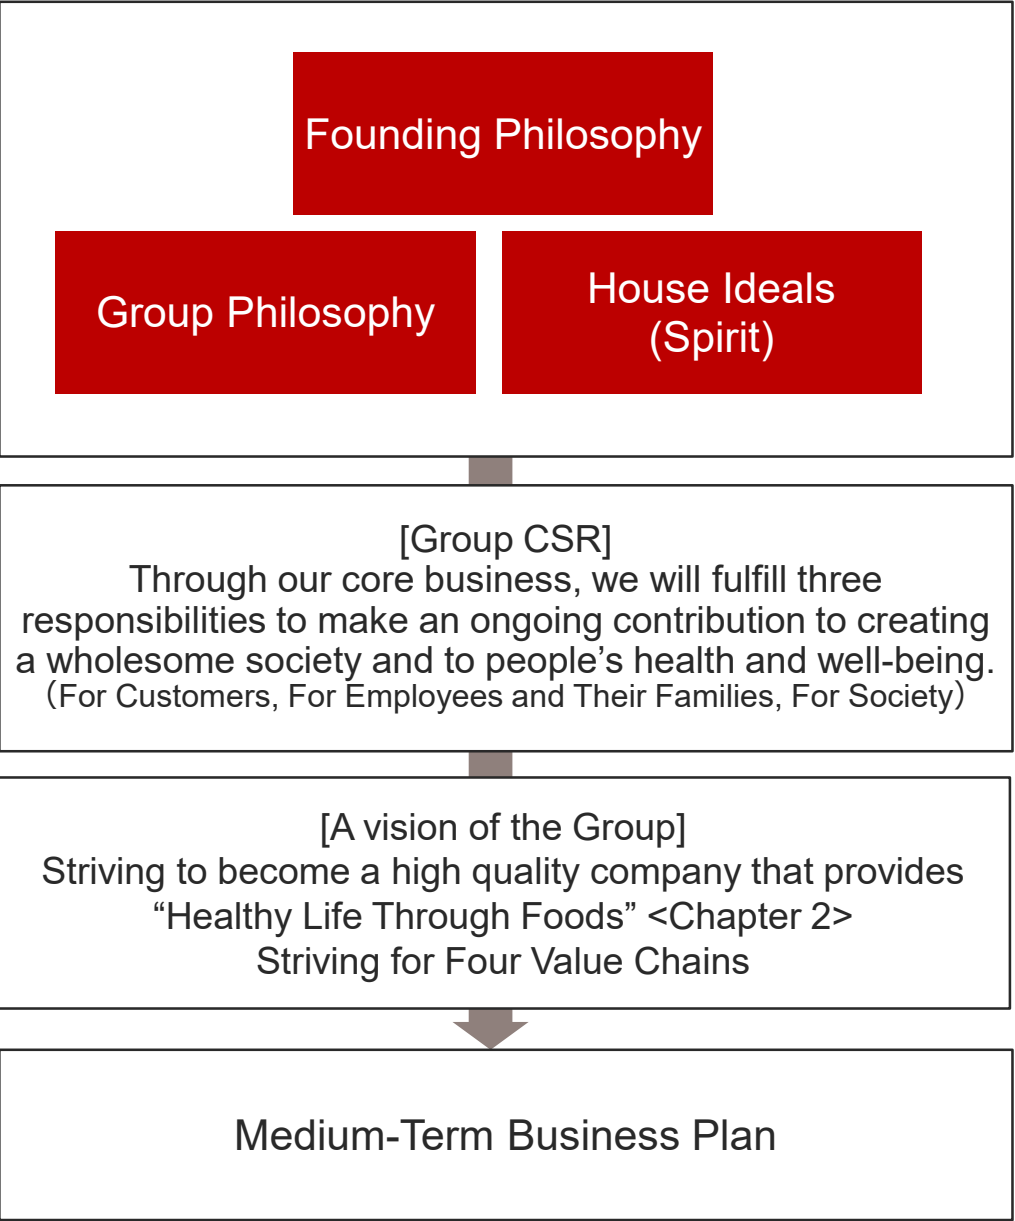 Founding Philosophy
Group Philosophy
House Ideals
(Spirit)
[Group CSR]
Through our core business, we will fulfill three
responsibilities to make an ongoing contribution to creating
a wholesome society and to people’s health and well-being.
（For Customers, For Employees and Their Families, For Society）
[A vision of the Group]
Striving to become a high quality company that provides
“Healthy Life Through Foods” <Chapter 2>
Striving for Four Value Chains
Medium-Term Business Plan